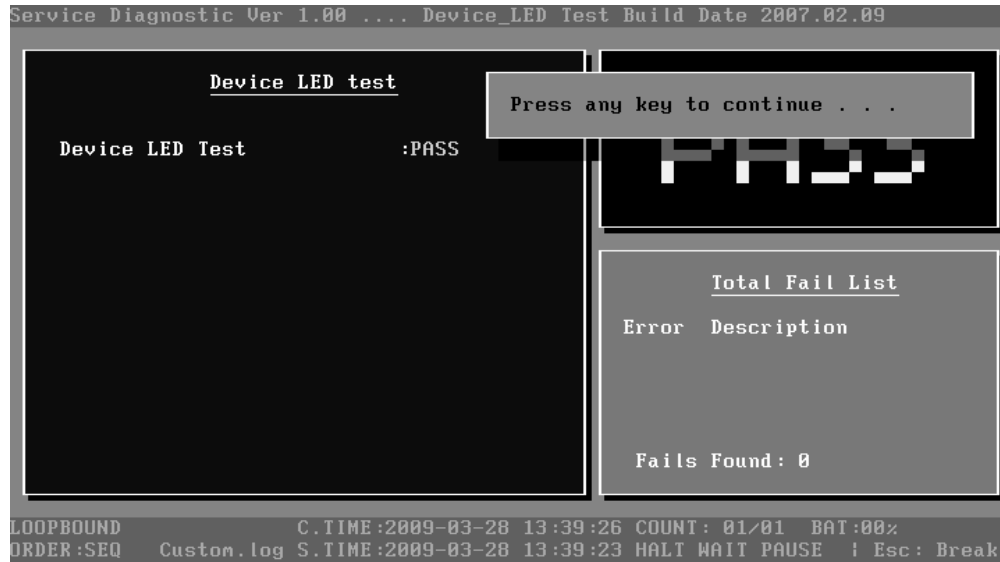 Service Diagnostic Ver 1.00 .... Device_LED Test Build Date 2007.02.09
Device LED test
Device LED Test :PASS
Press any key to continue . . .
PASS
Total Fail List
Error Description
Fails Found: 0
LOOPBOUND C.TIME:2009-03-28 13:39:26 COUNT: 01/01 BAT:00%
ORDER:SEQ Custom.log S.TIME:2009-03-28 13:39:23 HALT WAIT PAUSE ¦ Esc: Break